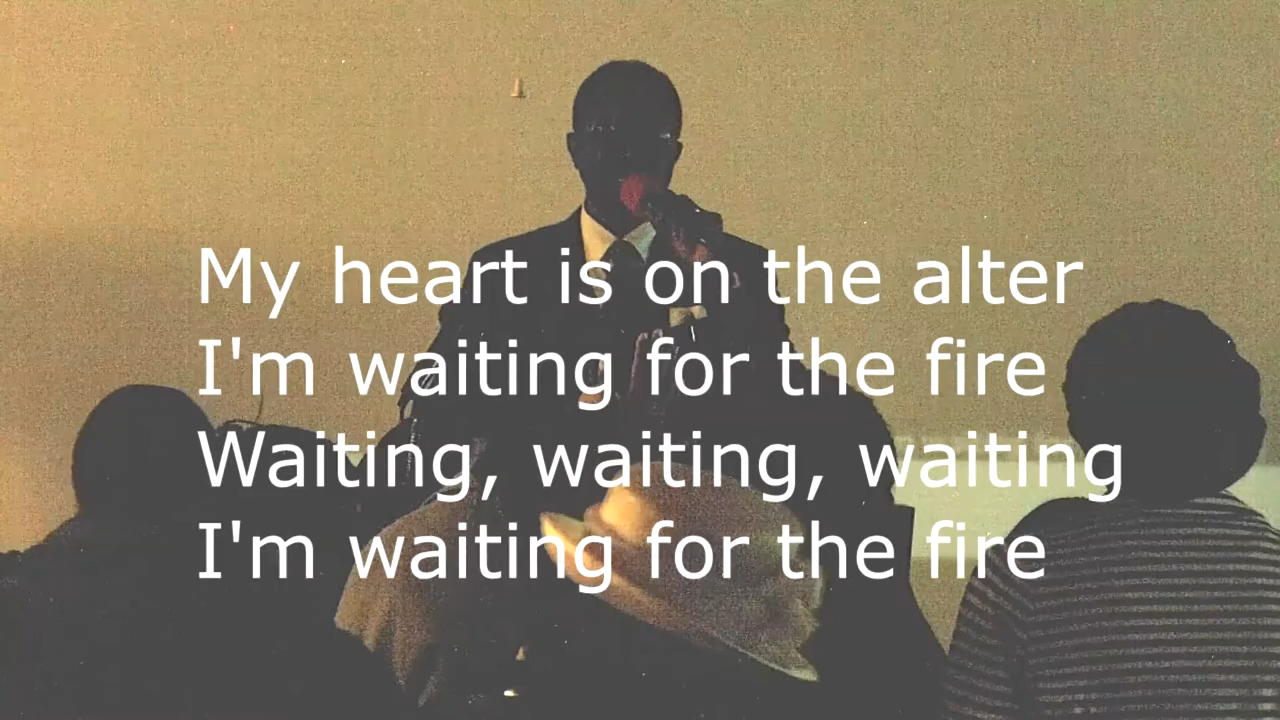 My heart is on the alter
I'm waiting for the fire
Waiting, waiting, waiting
I'm waiting for the fire